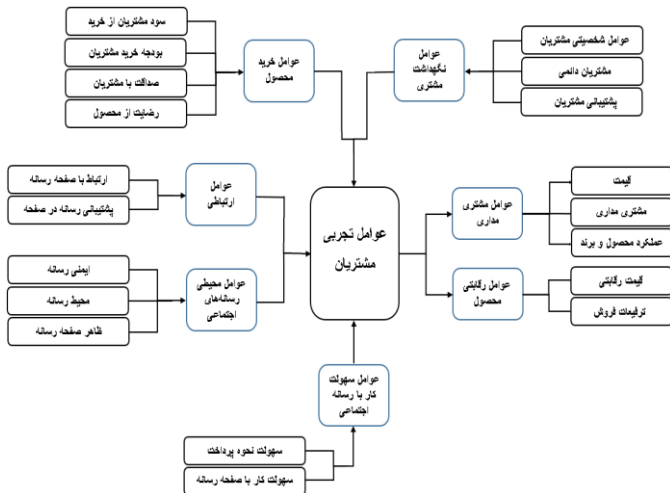 سود مشتریان از خرید
بودجه خرید مشتریان
صداقت با مشتریان
رضایت از محصول
عوامل خرید
محصول
عوامل
نگهداشت
مشتری
عوامل شخصیتی مشتریان
مشتریان دائمی
پشتیبانی مشتریان
ارتباط با صفحه رسانه
پشتیبانی رسانه در صفحه
عوامل
ارتباطی
ایمنی رسانه
محیط رسانه
ظاهر صفحه رسانه
عوامل محیطی
رسانه‌های
اجتماعی
عوامل تجربی
مشتریان
عوامل مشتری
مداری
قیمت
مشتری مداری
عملکرد محصول و برند
عوامل رقابتی
محصول
قیمت رقابتی
ترفیعات فروش
عوامل سهولت
کار با رسانه
اجتماعی
سهولت نحوه پرداخت
سهولت کار با صفحه رسانه